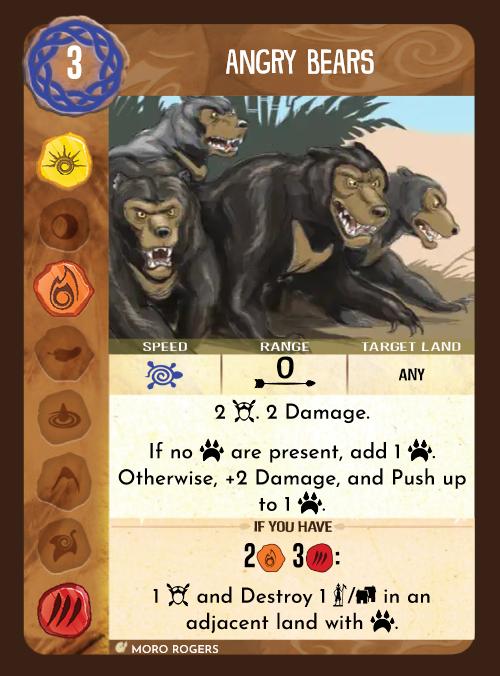 3
ANGRY BEARS
SPEED RANGE TARGET LAND
0 ANY
2 . 2 Damage.
If no are present, add 1 .
Otherwise, +2 Damage, and Push up
to 1 .
IF YOU HAVE
2 3 :
1 and Destroy 1 / in an
adjacent land with .
MORO ROGERS